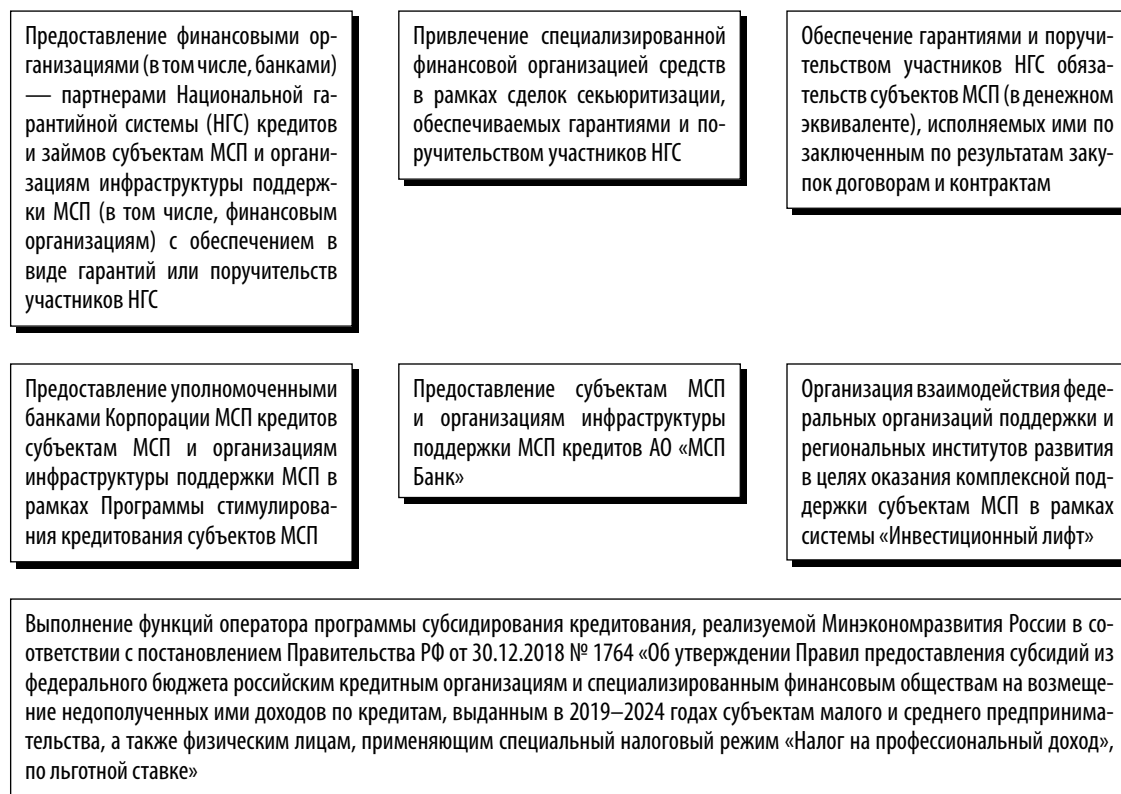 Предоставление финансовыми ор-
ганизациями (в том числе, банками)
— партнерами Национальной га-
рантийной системы (НГС) кредитов
и займов субъектам МСП и органи-
зациям инфраструктуры поддерж-
ки МСП (в том числе, финансовым
организациям) с обеспечением в
виде гарантий или поручительств
участников НГС
Привлечение специализированной
финансовой организацией средств
в рамках сделок секьюритизации,
обеспечиваемых гарантиями и по-
ручительством участников НГС
Обеспечение гарантиями и поручи-
тельством участников НГС обяза-
тельств субъектов МСП (в денежном
эквиваленте), исполняемых ими по
заключенным по результатам заку-
пок договорам и контрактам
Предоставление уполномоченными
банками Корпорации МСП кредитов
субъектам МСП и организациям
инфраструктуры поддержки МСП в
рамках Программы стимулирова-
ния кредитования субъектов МСП
Предоставление субъектам МСП
и организациям инфраструктуры
поддержки МСП кредитов АО «МСП
Банк»
Организация взаимодействия феде-
ральных организаций поддержки и
региональных институтов развития
в целях оказания комплексной под-
держки субъектам МСП в рамках
системы «Инвестиционный лифт»
Выполнение функций оператора программы субсидирования кредитования, реализуемой Минэкономразвития России в со-
ответствии с постановлением Правительства РФ от 30.12.2018 № 1764 «Об утверждении Правил предоставления субсидий из
федерального бюджета российским кредитным организациям и специализированным финансовым обществам на возмеще-
ние недополученных ими доходов по кредитам, выданным в 2019–2024 годах субъектам малого и среднего предпринима-
тельства, а также физическим лицам, применяющим специальный налоговый режим «Налог на профессиональный доход»,
по льготной ставке»